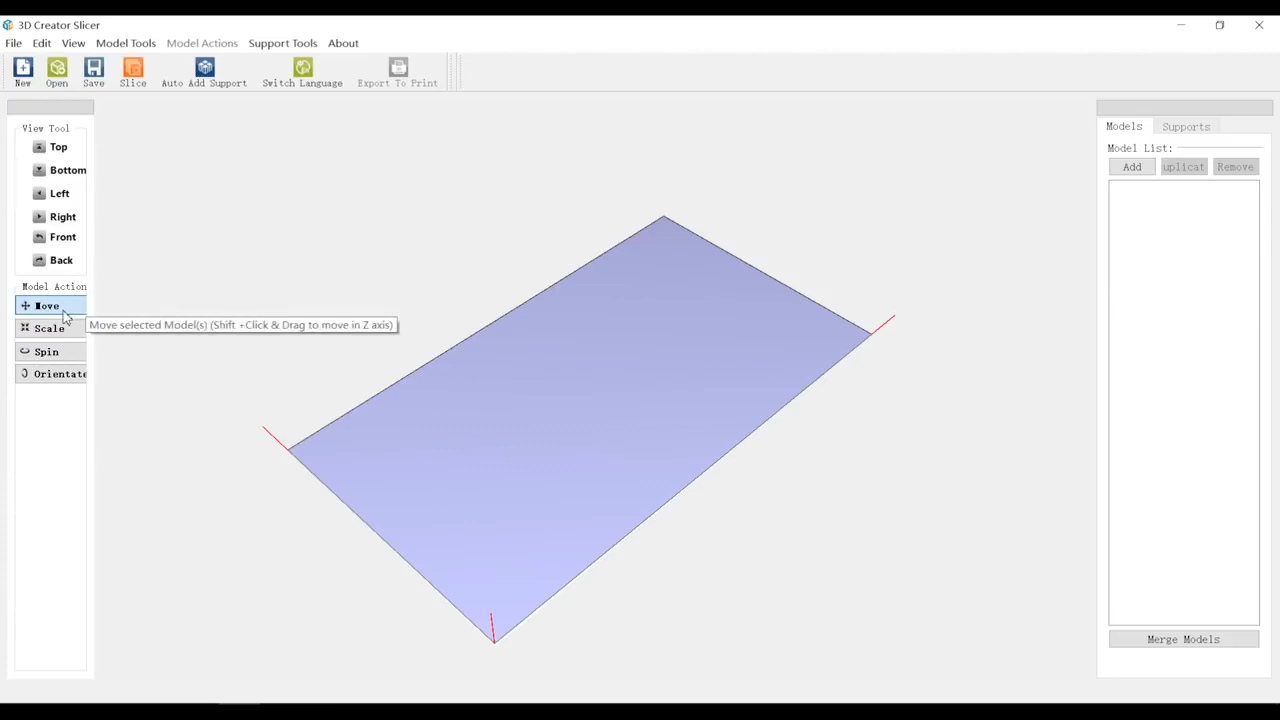 3D Creator Slicer
File Edit View Model Tools Model Actions Support Tools About
New Open Save Slice Auto Add Support Switch Language Export To Print
View Tool
Top
Bottom
Left
Right
Front
Back
Model Action
Move
Move selected Model(s) (Shift +Click & Drag to move in Z axis)
Scale
Spin
Orientate
Models Supports
Model List:
Add uplicat Remove
Merge Models